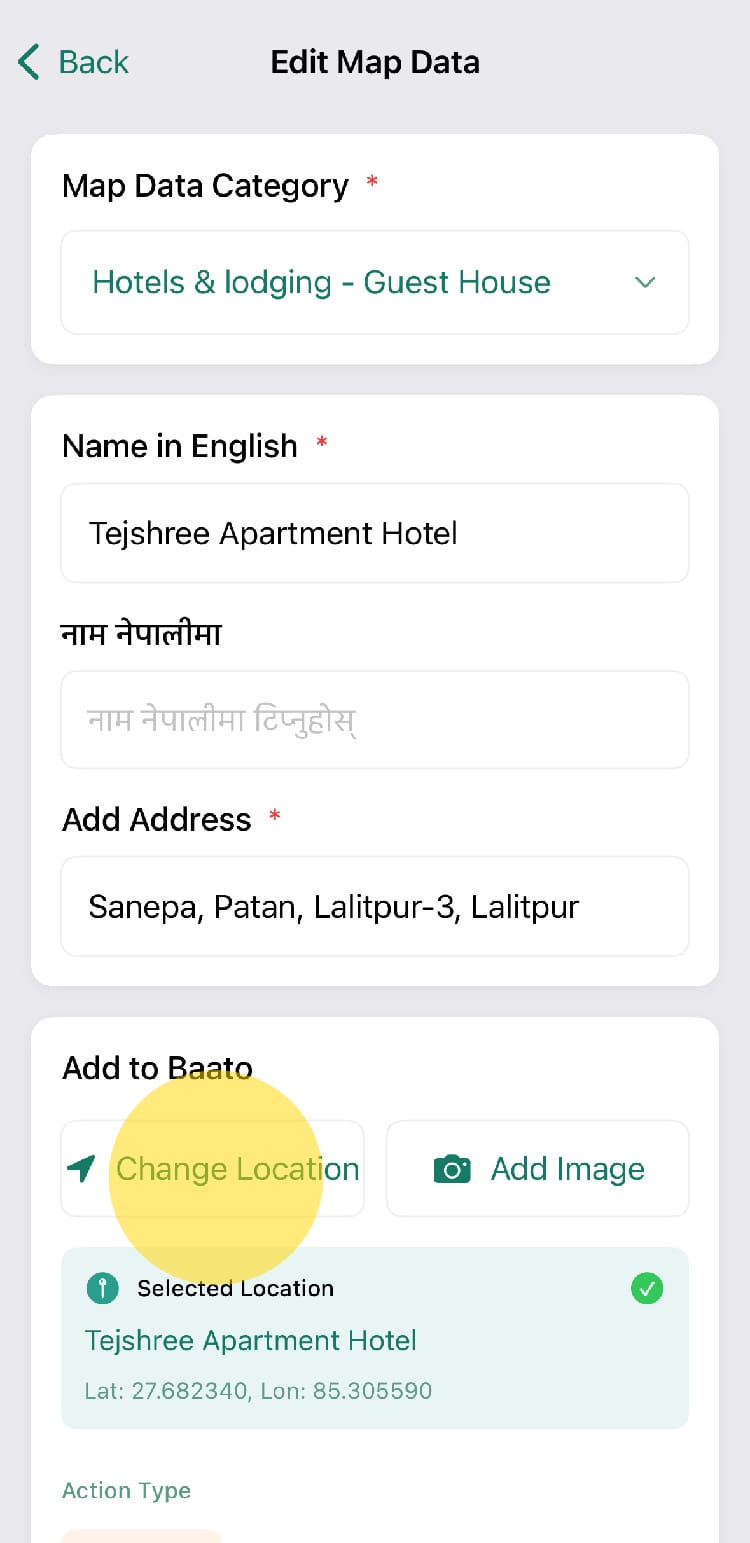 Back
Edit Map Data
Map Data Category *
Hotels & lodging - Guest House
Name in English *
Tejshree Apartment Hotel
नाम नेपालीमा
नाम नेपालीमा टिप्नुहोस्
Add Address *
Sanepa, Patan, Lalitpur-3, Lalitpur
Add to Baato
Change Location
Add Image
Selected Location
Tejshree Apartment Hotel
Lat: 27.682340, Lon: 85.305590
Action Type